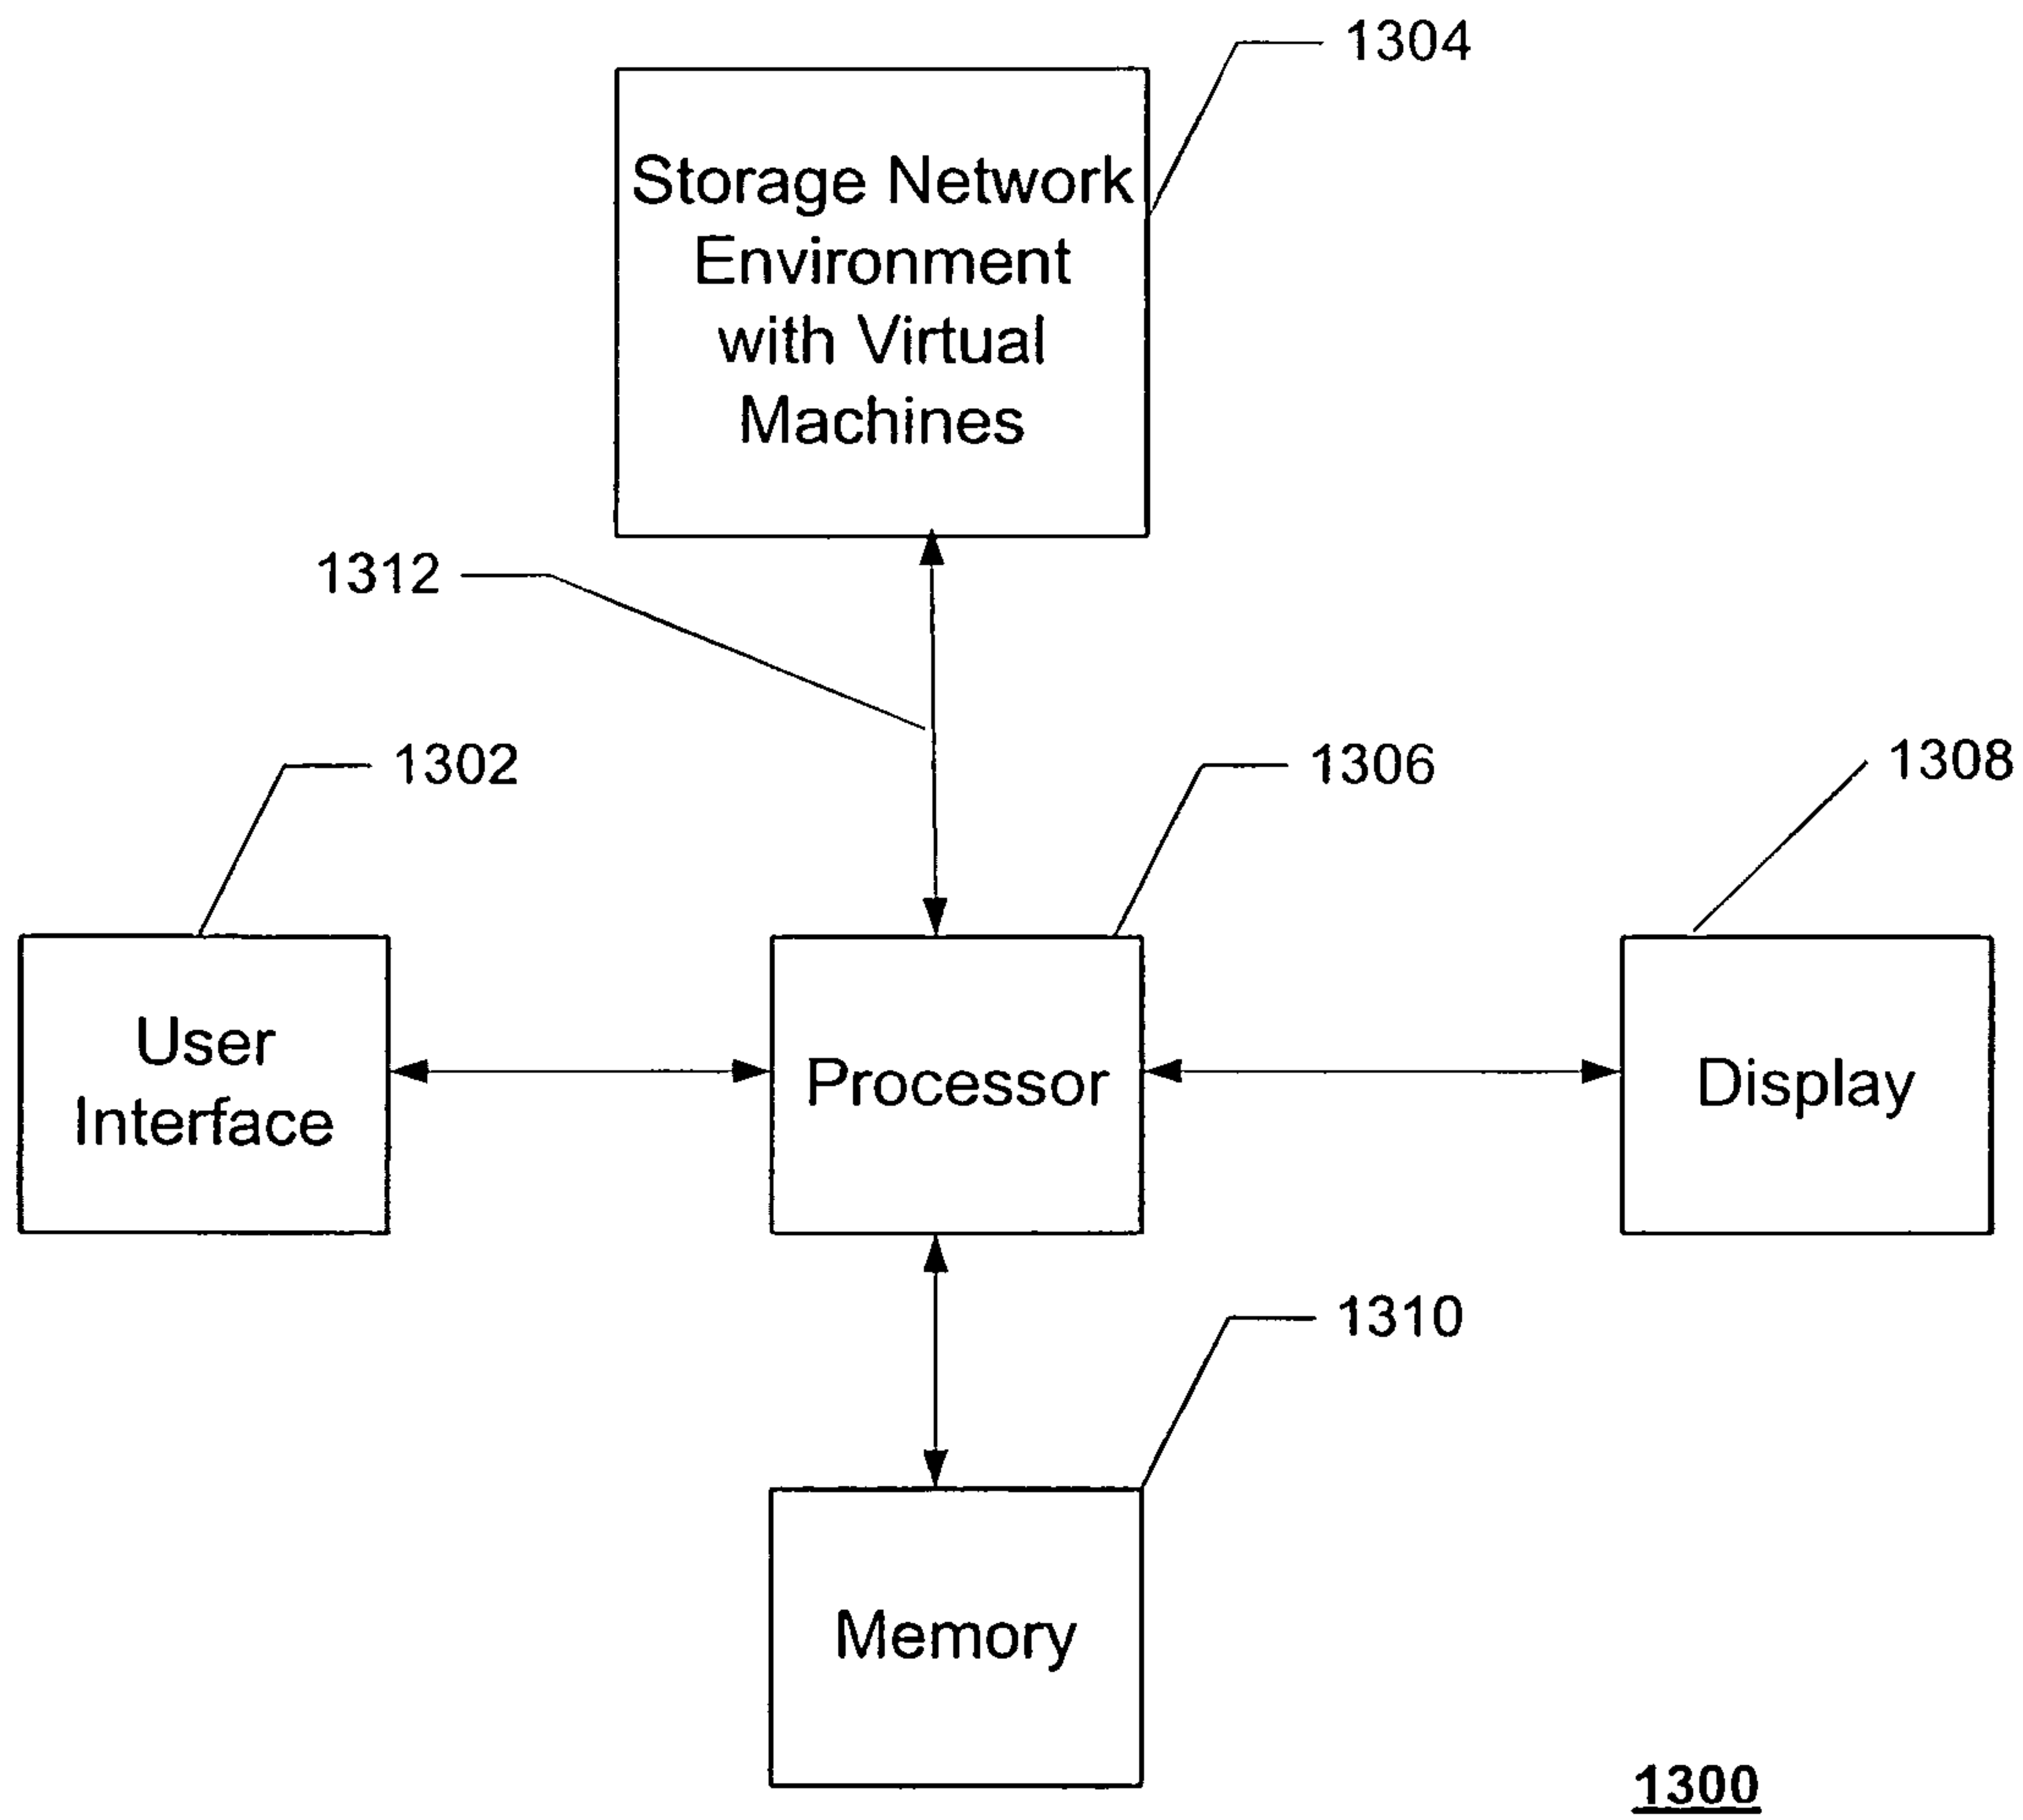 1304
Storage Network
Environment
with Virtual
Machines
1312
1302
1306
1308
User
Interface
Processor
Display
1310
Memory
1300